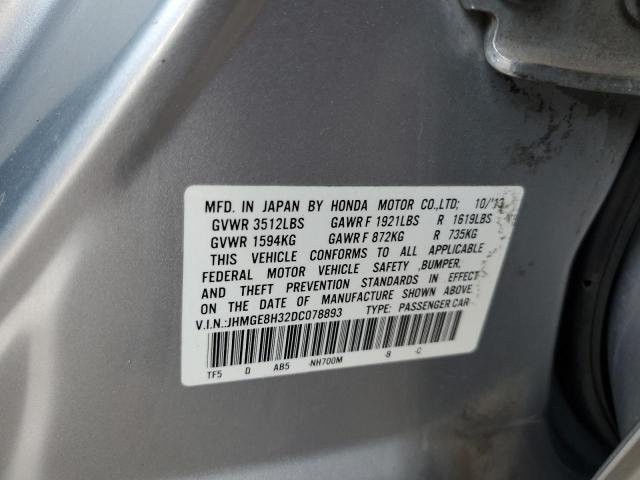 MFD. IN JAPAN BY HONDA MOTOR CO.,LTD; 10/'13
GVWR 3512LBS GAWR F 1921LBS R 1619LBS
GVWR 1594KG GAWR F 872KG R 735KG
THIS VEHICLE CONFORMS TO ALL APPLICABLE
FEDERAL MOTOR VEHICLE SAFETY ,BUMPER,
AND THEFT PREVENTION STANDARDS IN EFFECT
ON THE DATE OF MANUFACTURE SHOWN ABOVE.
V.I.N.:JHMGE8H32DC078893 TYPE: PASSENGER CAR
TF5 D AB5 -NH700M -8 -C